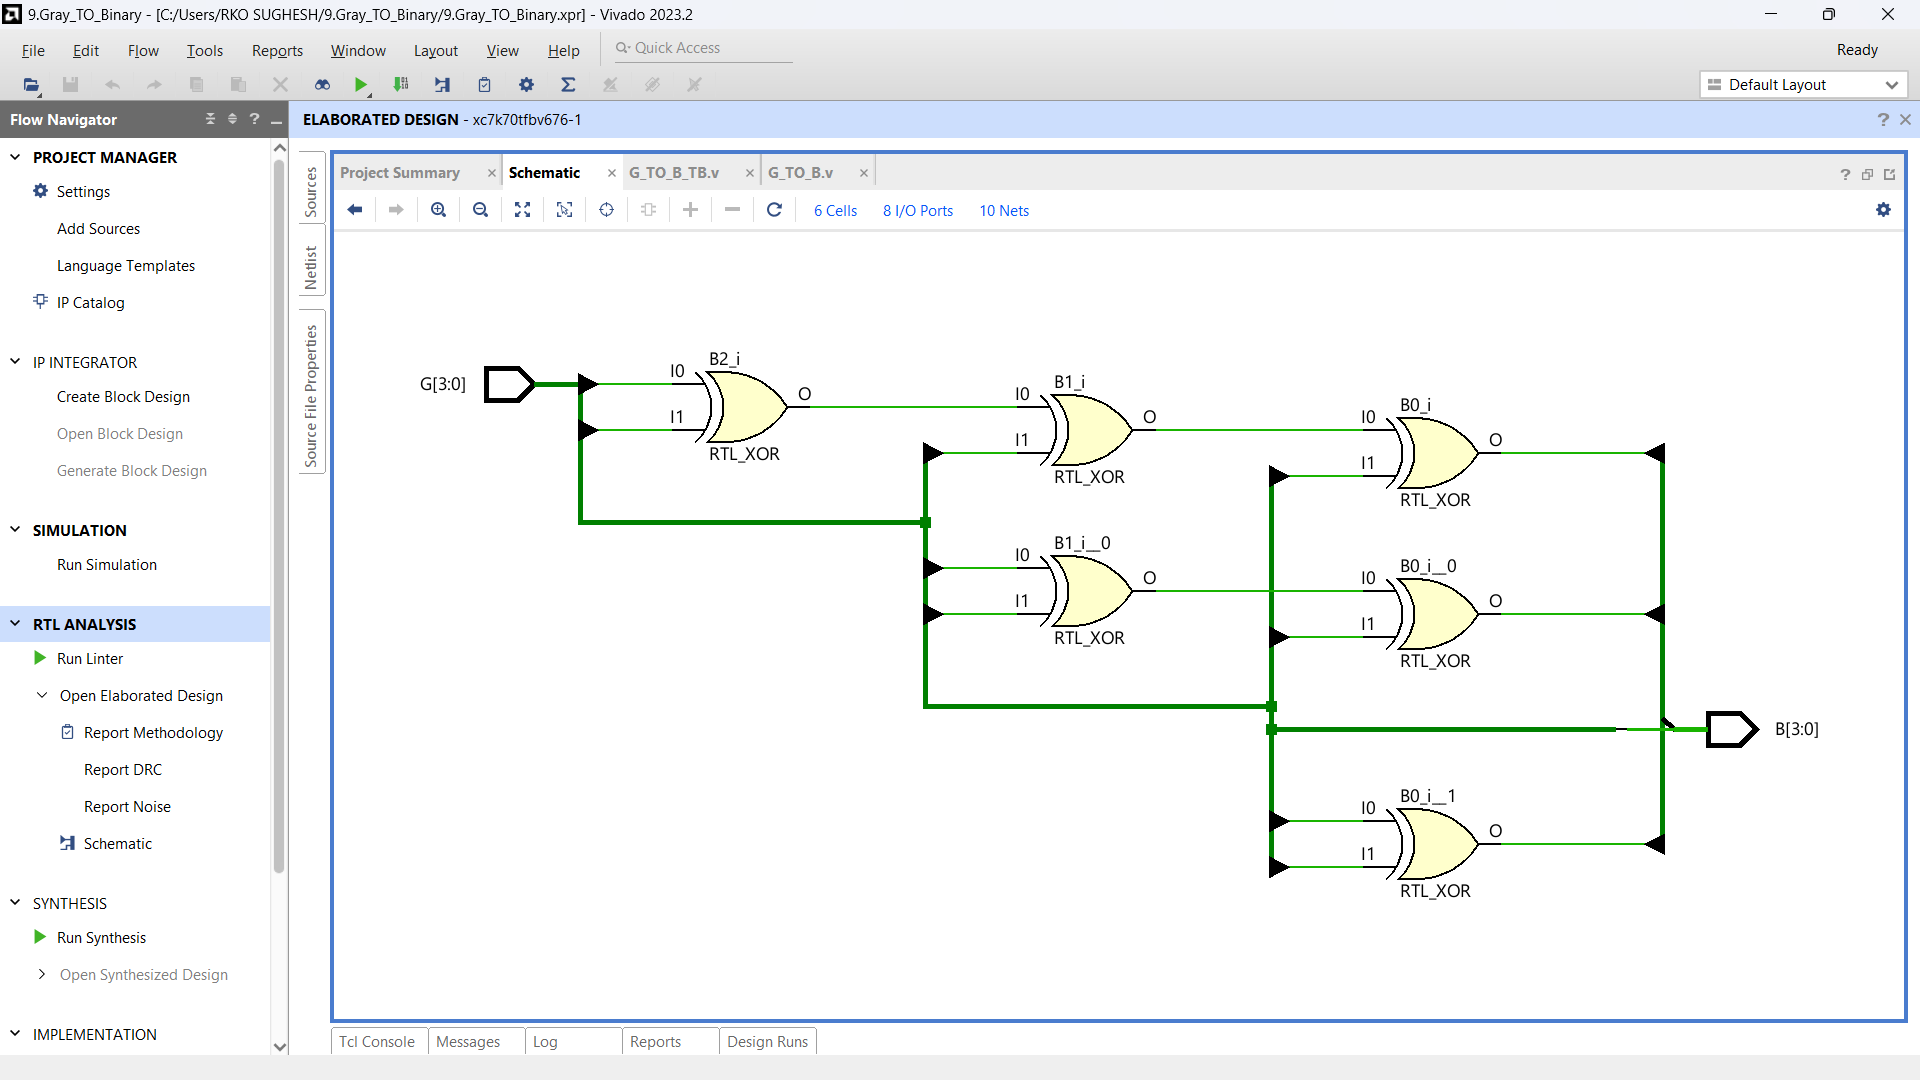 9.Gray_TO_Binary - [C:/Users/RKO SUGHESH/9.Gray_TO_Binary/9.Gray_TO_Binary.xpr] - Vivado 2023.2
File Edit Flow Tools Reports Window Layout View Help Quick Access Ready
Default Layout
Flow Navigator
ELABORATED DESIGN - xc7k70tfbv676-1
PROJECT MANAGER
Settings
Add Sources
Language Templates
IP Catalog
IP INTEGRATOR
Create Block Design
Open Block Design
Generate Block Design
SIMULATION
Run Simulation
RTL ANALYSIS
Run Linter
Open Elaborated Design
Report Methodology
Report DRC
Report Noise
Schematic
SYNTHESIS
Run Synthesis
Open Synthesized Design
IMPLEMENTATION
Sources
Netlist
Source File Properties
Project Summary Schematic G_TO_B_TB.v G_TO_B.v
6 Cells 8 I/O Ports 10 Nets
G[3:0]
B2_i
I0
I1
O
RTL_XOR
B1_i
I0
I1
O
RTL_XOR
B0_i
I0
I1
O
RTL_XOR
B1_i__0
I0
I1
O
RTL_XOR
B0_i__0
I0
I1
O
RTL_XOR
B[3:0]
B0_i__1
I0
I1
O
RTL_XOR
Tcl Console Messages Log Reports Design Runs